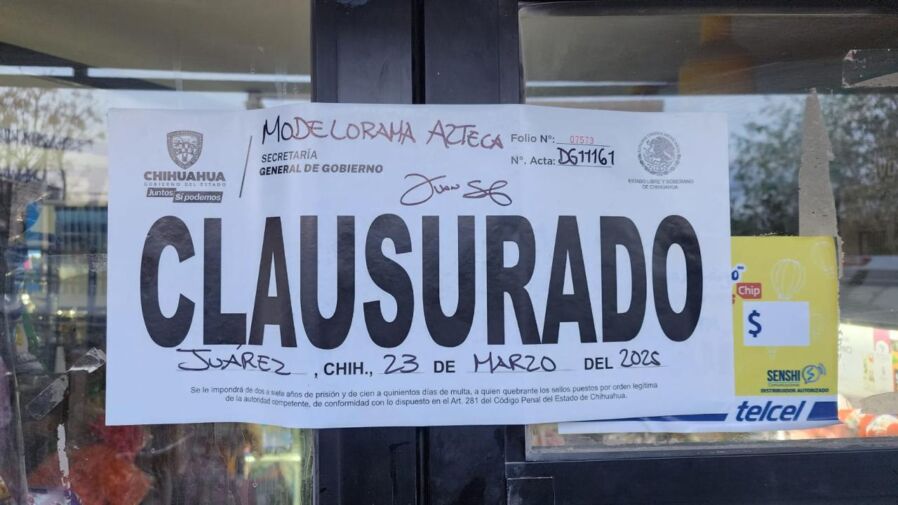 MODELORAMA AZTECA
CHIHUAHUA
GOBIERNO DEL ESTADO
Juntos Sí podemos
SECRETARÍA
GENERAL DE GOBIERNO
Folio N°: 07573
N°. Acta: DG11161
ESTADO LIBRE Y SOBERANO
DE CHIHUAHUA
CLAUSURADO
JUÁREZ, CHIH., 23 DE MARZO DEL 2026
Se le impondrá de dos a siete años de prisión y de cien a quinientos días de multa, a quien quebrante los sellos puestos por orden legítima
de la autoridad competente, de conformidad con lo dispuesto en el Art. 281 del Código Penal del Estado de Chihuahua.
Chip
$
SENSHI
DISTRIBUIDOR AUTORIZADO
telcel